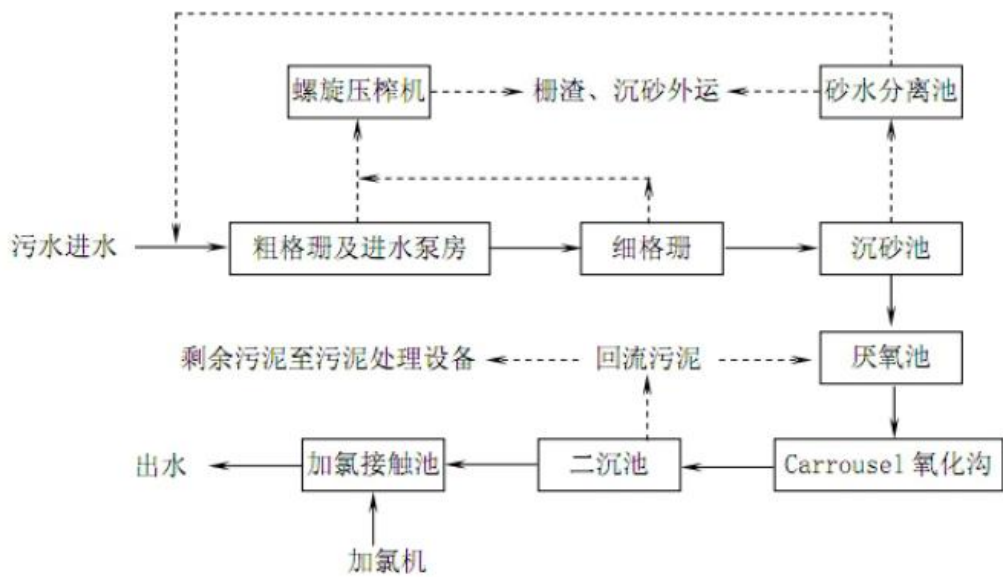 螺旋压榨机
栅渣、沉砂外运
砂水分离池
污水进水
粗格珊及进水泵房
细格珊
沉砂池
剩余污泥至污泥处理设备
回流污泥
厌氧池
出水
加氯接触池
二沉池
Carrousel 氧化沟
加氯机